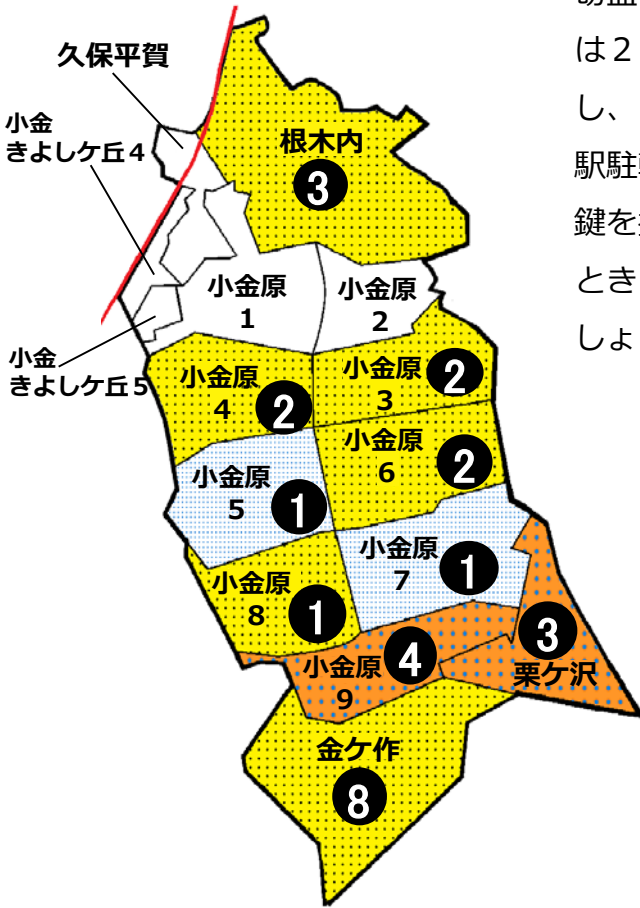 久保平賀
小金
きよしケ丘4
根木内
3
小金原
1
小金原
2
小金
きよしケ丘5
小金原
4
2
小金原
3
2
小金原
5
1
小金原
6
2
小金原
7
1
小金原
8
1
小金原
9
4
3
栗ケ沢
金ケ作
8
は2
し、
鍵を
とき
しょ